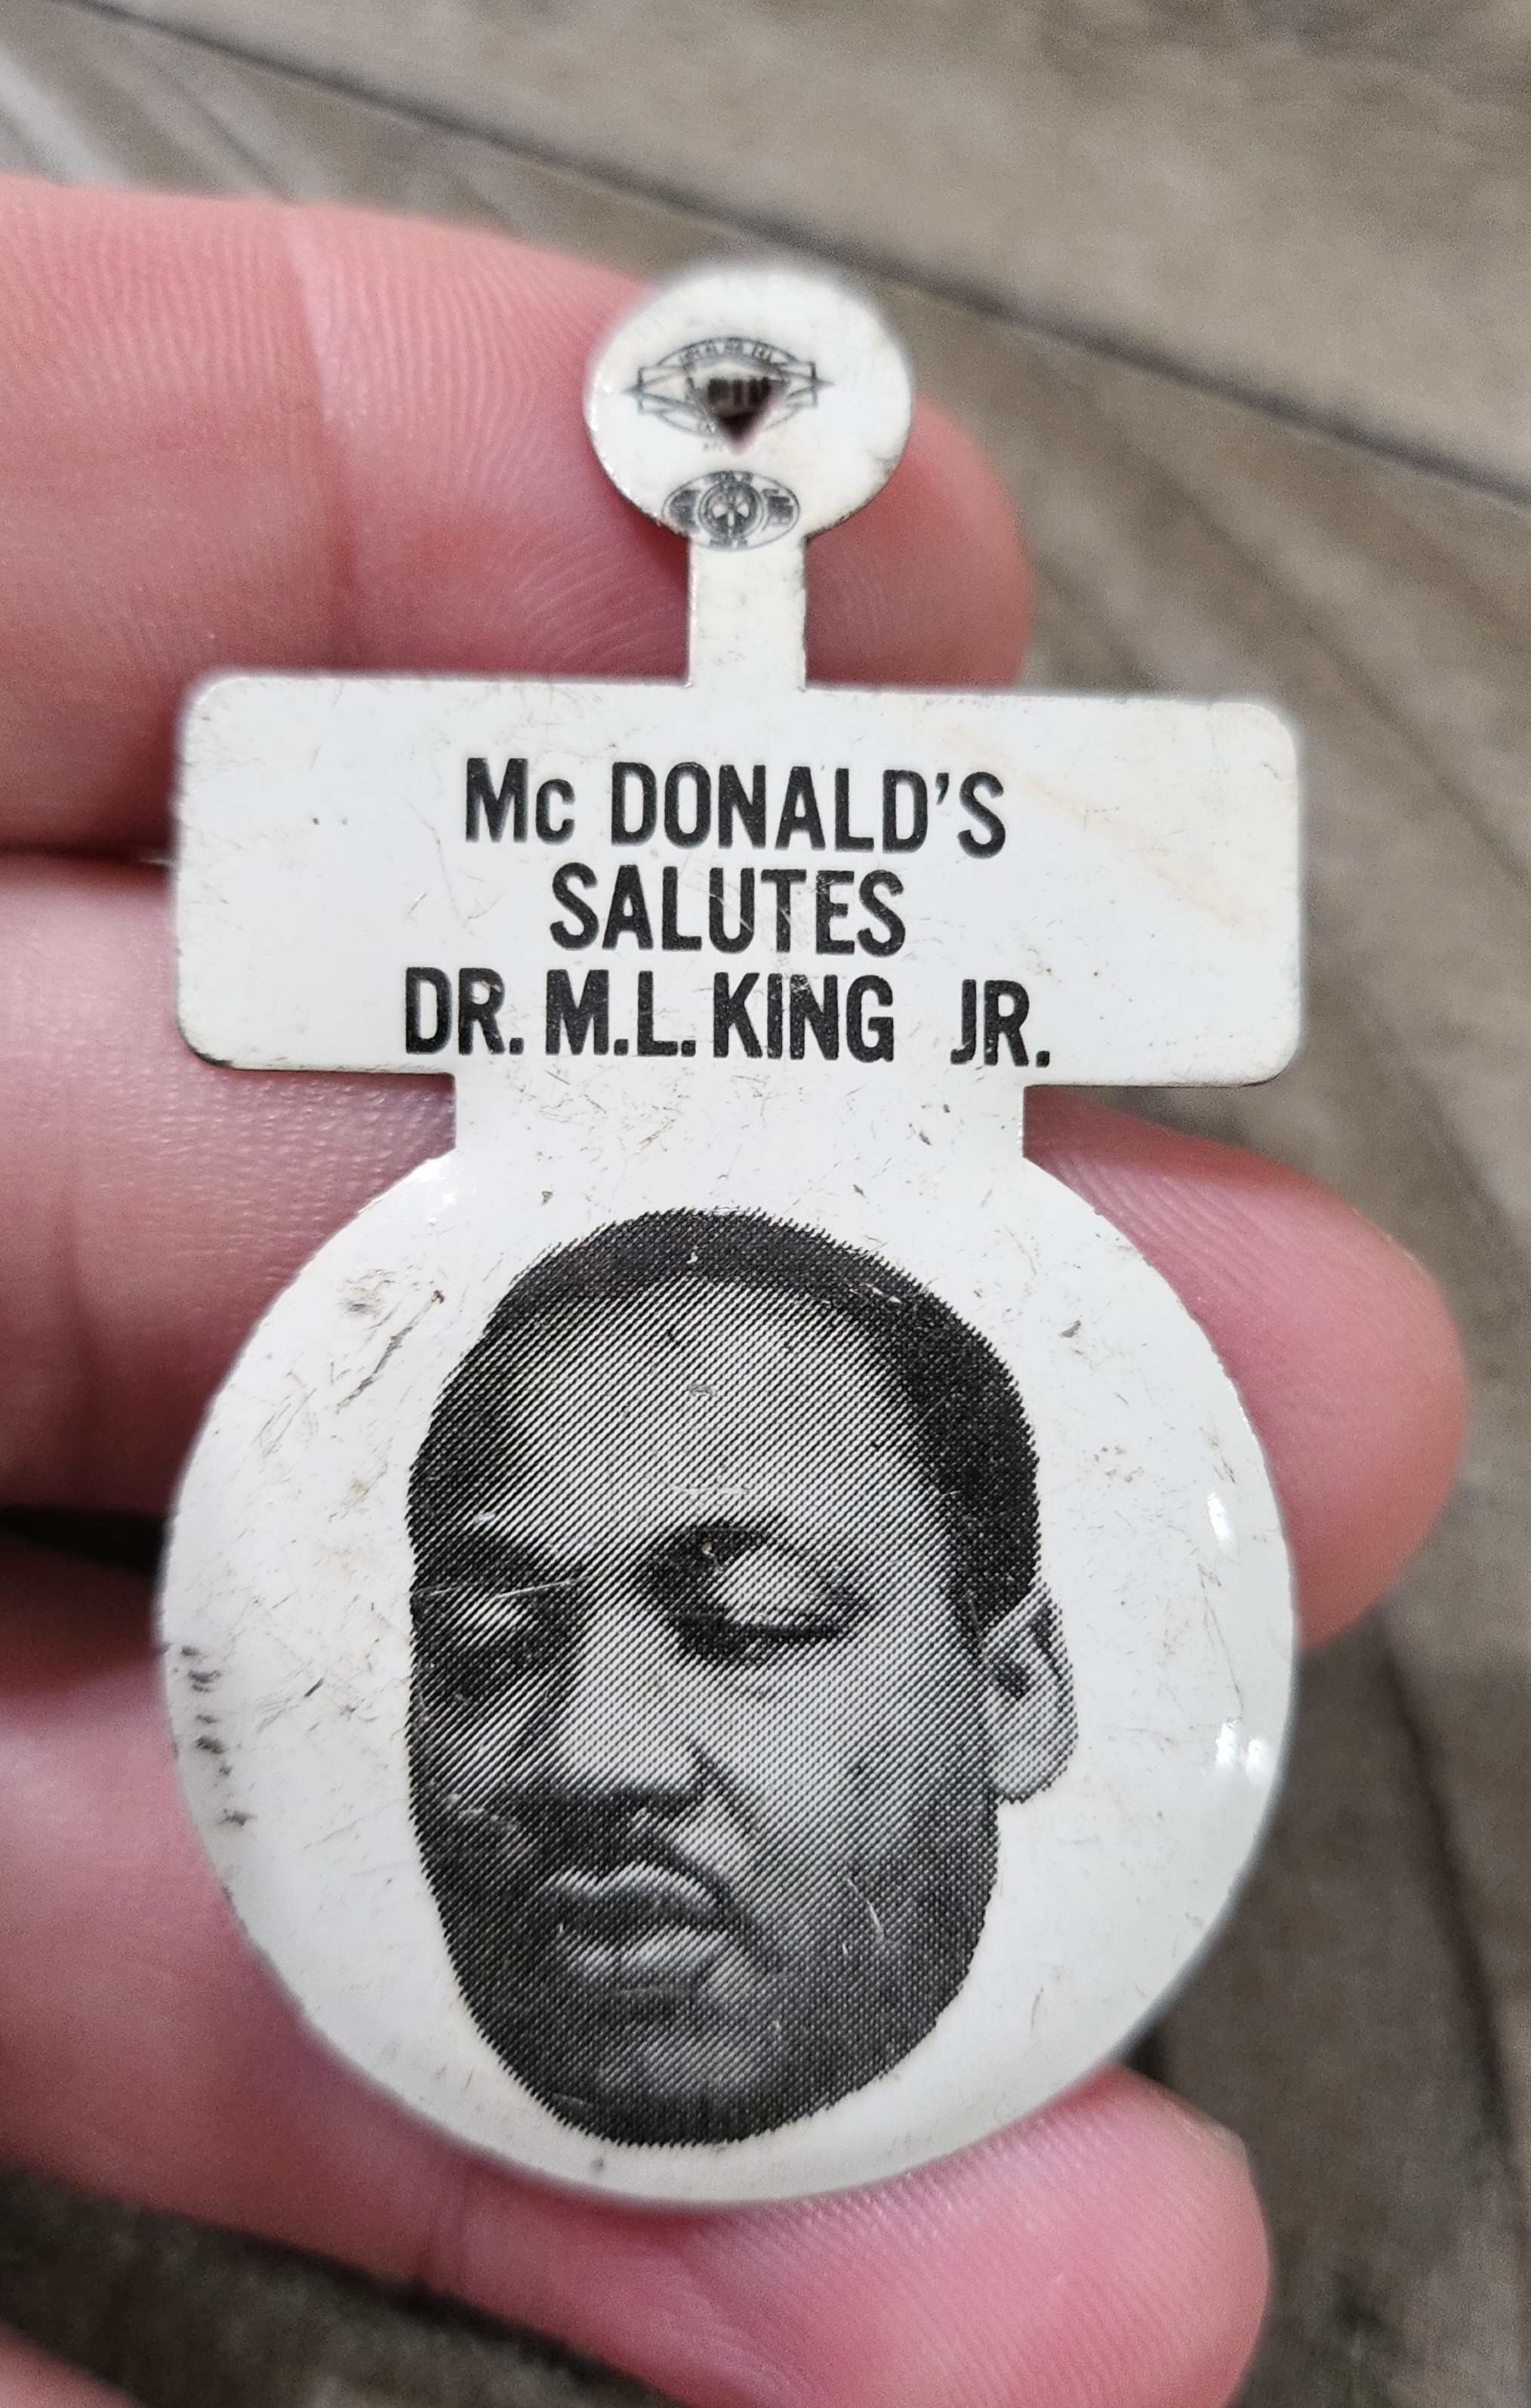 Mc DONALD'S
SALUTES
DR. M.L. KING JR.